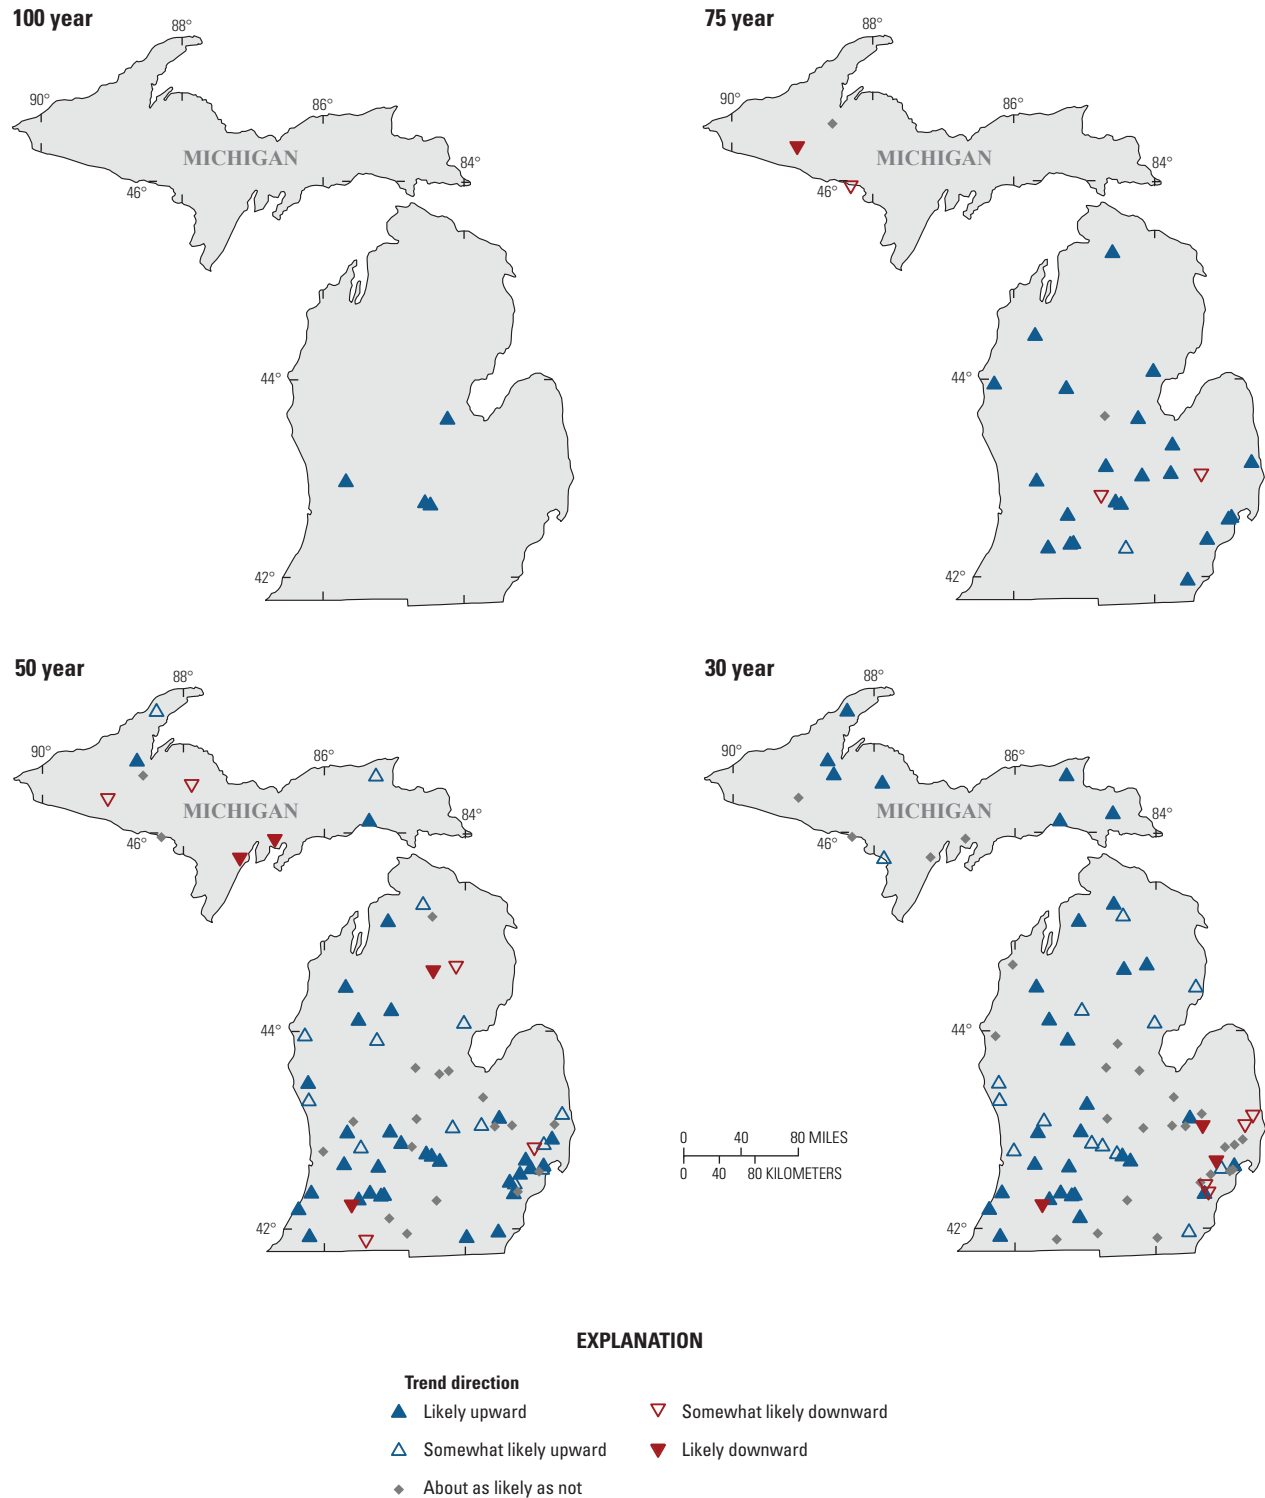 100 year
88°
90°
86°
MICHIGAN
84°
46°
44°
42°
75 year
88°
90°
86°
MICHIGAN
84°
46°
44°
42°
50 year
88°
90°
86°
MICHIGAN
84°
46°
44°
42°
30 year
88°
90°
86°
MICHIGAN
84°
46°
44°
42°
0 40 80 MILES
0 40 80 KILOMETERS
EXPLANATION
Trend direction
Likely upward
Somewhat likely upward
About as likely as not
Somewhat likely downward
Likely downward